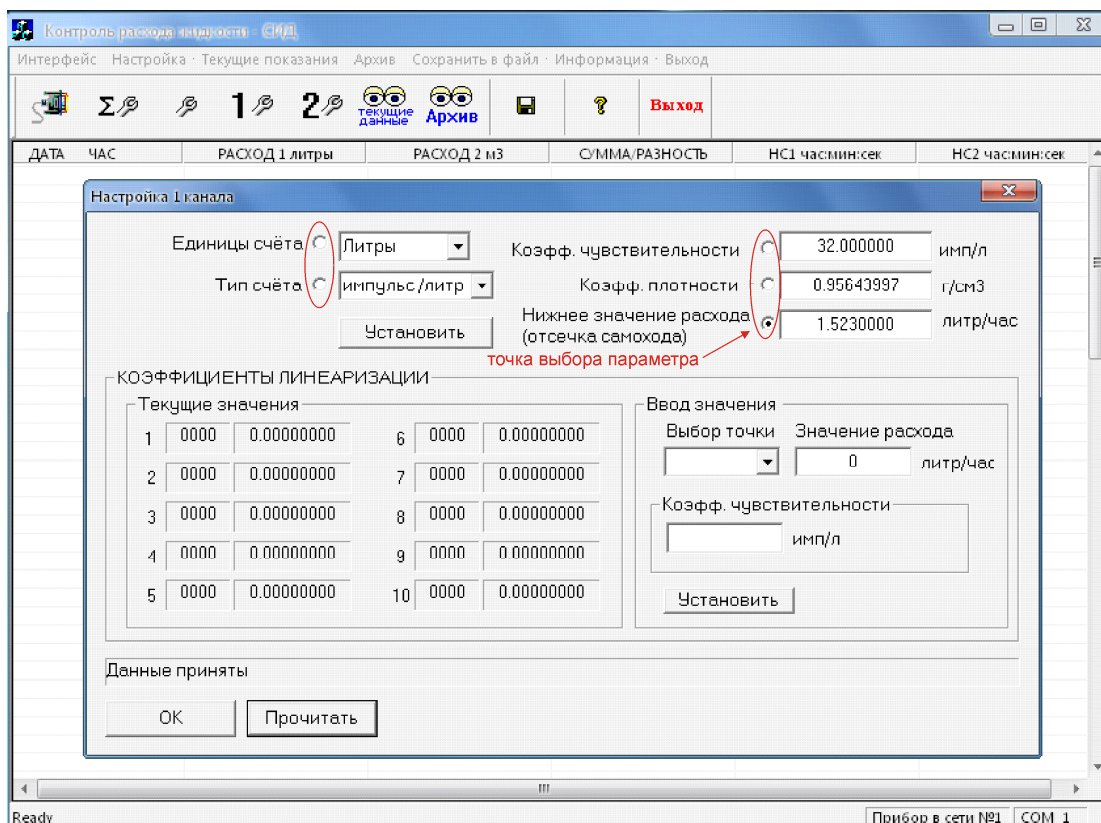 Контроль расхода жидкости - СИД
Интерфейс Настройка · Текущие показания Архив Сохранить в файл · Информация · Выход
Σ 1 2 текущие данные Архив ? Выход
ДАТА ЧАС РАСХОД 1 литры РАСХОД 2 м3 СУММА/РАЗНОСТЬ НС1 час:мин:сек НС2 час:мин:сек
Настройка 1 канала
Единицы счёта Литры Коэфф. чувствительности 32.000000 имп/л
Тип счёта импульс/литр Коэфф. плотности 0.95643997 г/см3
Установить Нижнее значение расхода 1.5230000 литр/час
(отсечка самохода)
точка выбора параметра
КОЭФФИЦИЕНТЫ ЛИНЕАРИЗАЦИИ
Текущие значения Ввод значения
Выбор точки Значение расхода
1 0000 0.00000000 6 0000 0.00000000
0 литр/час
2 0000 0.00000000 7 0000 0.00000000
Коэфф. чувствительности
3 0000 0.00000000 8 0000 0.00000000
имп/л
4 0000 0.00000000 9 0000 0.00000000
5 0000 0.00000000 10 0000 0.00000000
Установить
Данные приняты
OK Прочитать
Ready Прибор в сети №1 COM 1